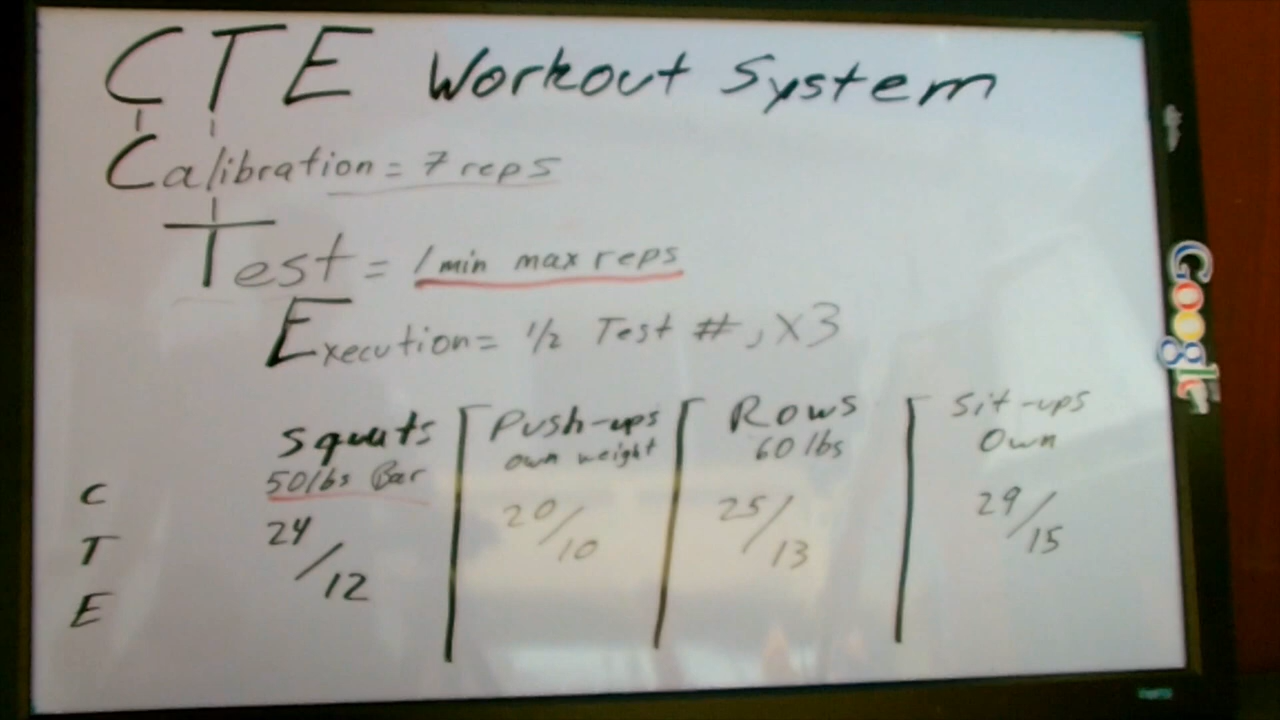 CTE Workout System
Calibration = 7 reps
Test = 1 min max reps
Execution = 1/2 Test #, X3
Squats Push-ups Rows Sit-ups
50lbs Bar own weight 60 lbs Own
C
24/12 20/10 25/13 29/15
T
E
Google